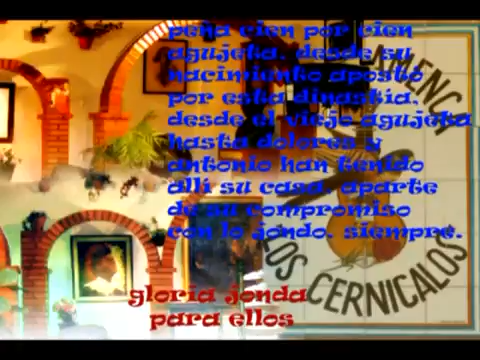 peña cien por cien
agujeta, desde su
nacimiento apostó
por esta dinastía,
desde el viejo agujeta
hasta dolores y
antonio han tenido
allí su casa, aparte
de su compromiso
con lo jondo, siempre.
AMENCA
LOS CERNICALOS
gloria jonda
para ellos